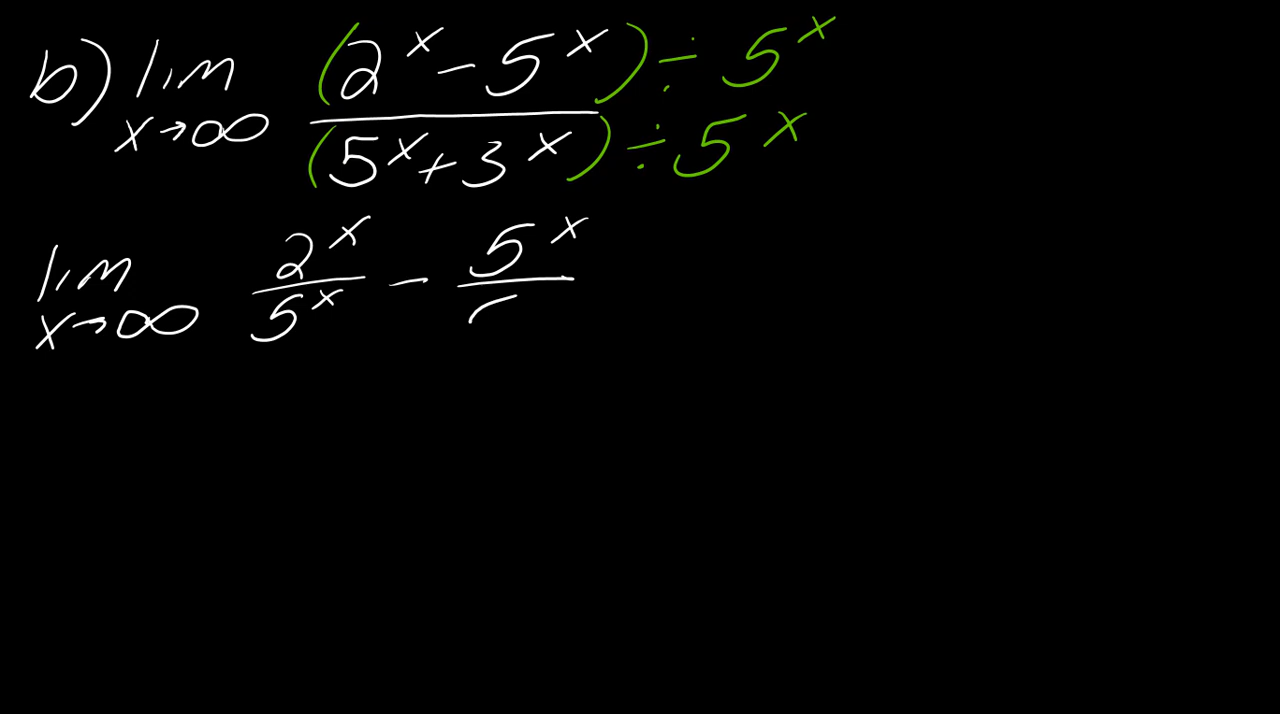 b) lim x→∞ (2^x - 5^x) ÷ 5^x / (5^x + 3^x) ÷ 5^x
lim x→∞ 2^x / 5^x - 5^x /